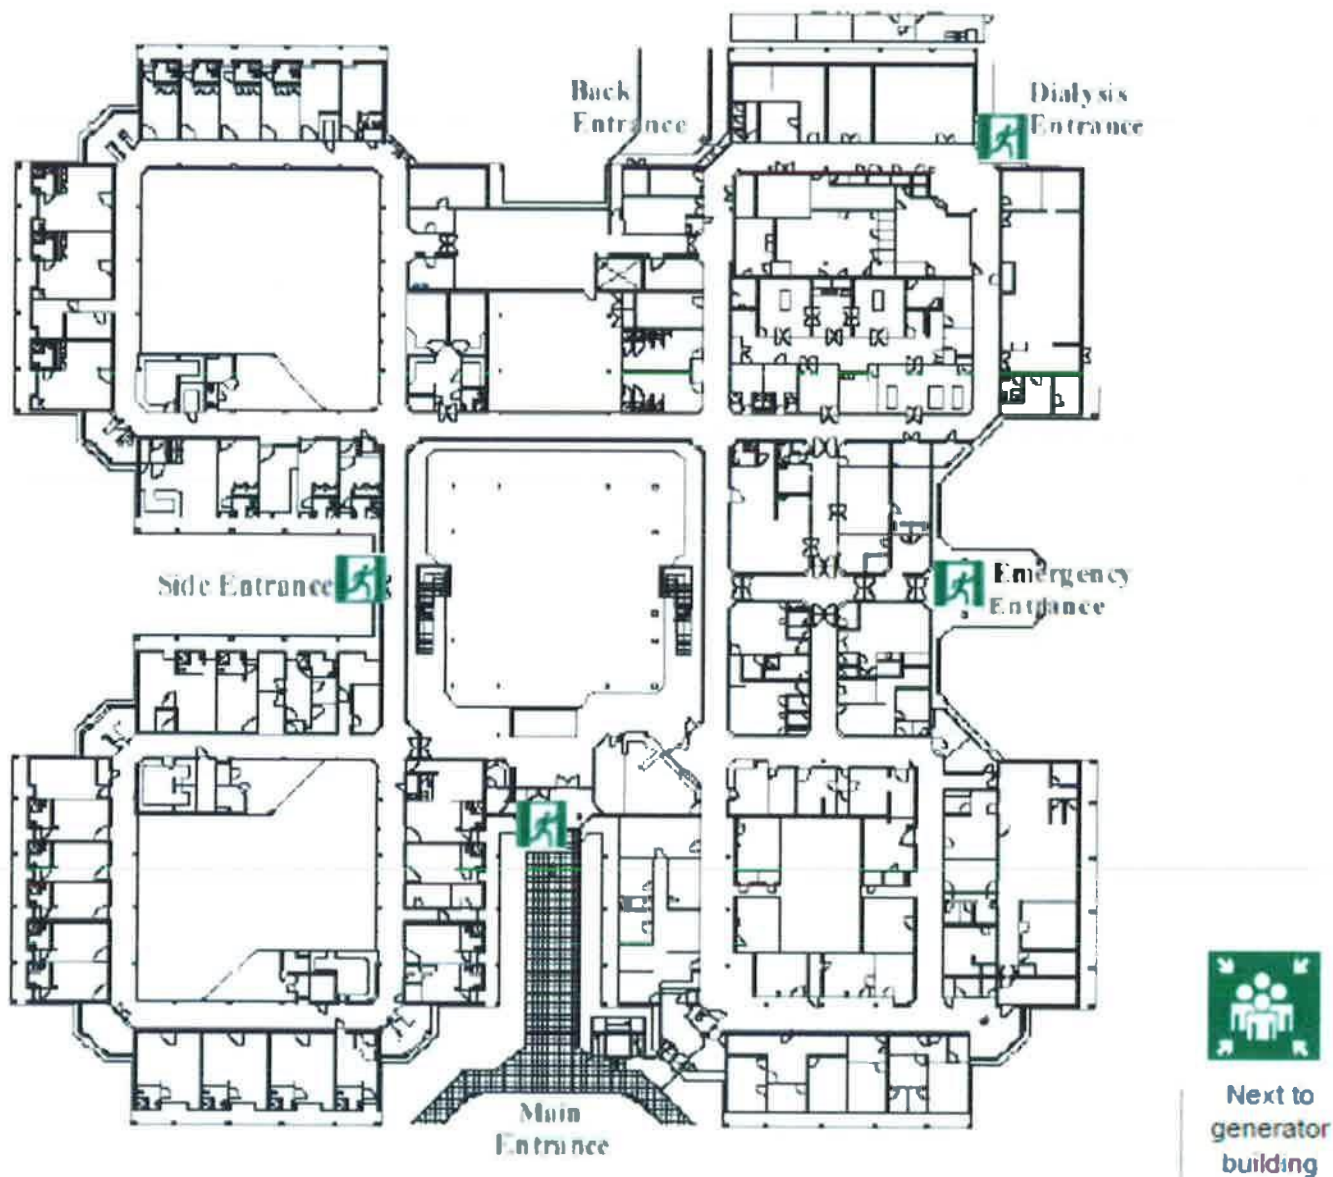 Back
Entrance
Dialysis
Entrance
Side Entrance
Emergency
Entrance
Main
Entrance
Next to
generator
building